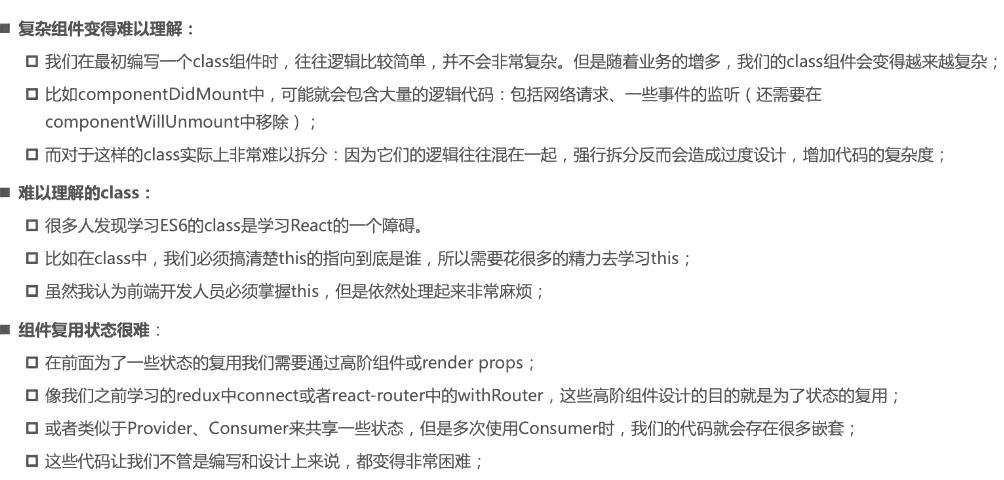 复杂组件变得难以理解：
我们在最初编写一个class组件时，往往逻辑比较简单，并不会非常复杂。但是随着业务的增多，我们的class组件会变得越来越复杂；
比如componentDidMount中，可能就会包含大量的逻辑代码：包括网络请求、一些事件的监听（还需要在
componentWillUnmount中移除）；
而对于这样的class实际上非常难以拆分：因为它们的逻辑往往混在一起，强行拆分反而会造成过度设计，增加代码的复杂度；
难以理解的class：
很多人发现学习ES6的class是学习React的一个障碍。
比如在class中，我们必须搞清楚this的指向到底是谁，所以需要花很多的精力去学习this；
虽然我认为前端开发人员必须掌握this，但是依然处理起来非常麻烦；
组件复用状态很难：
在前面为了一些状态的复用我们需要通过高阶组件或render props；
像我们之前学习的redux中connect或者react-router中的withRouter，这些高阶组件设计的目的就是为了状态的复用；
或者类似于Provider、Consumer来共享一些状态，但是多次使用Consumer时，我们的代码就会存在很多嵌套；
这些代码让我们不管是编写和设计上来说，都变得非常困难；